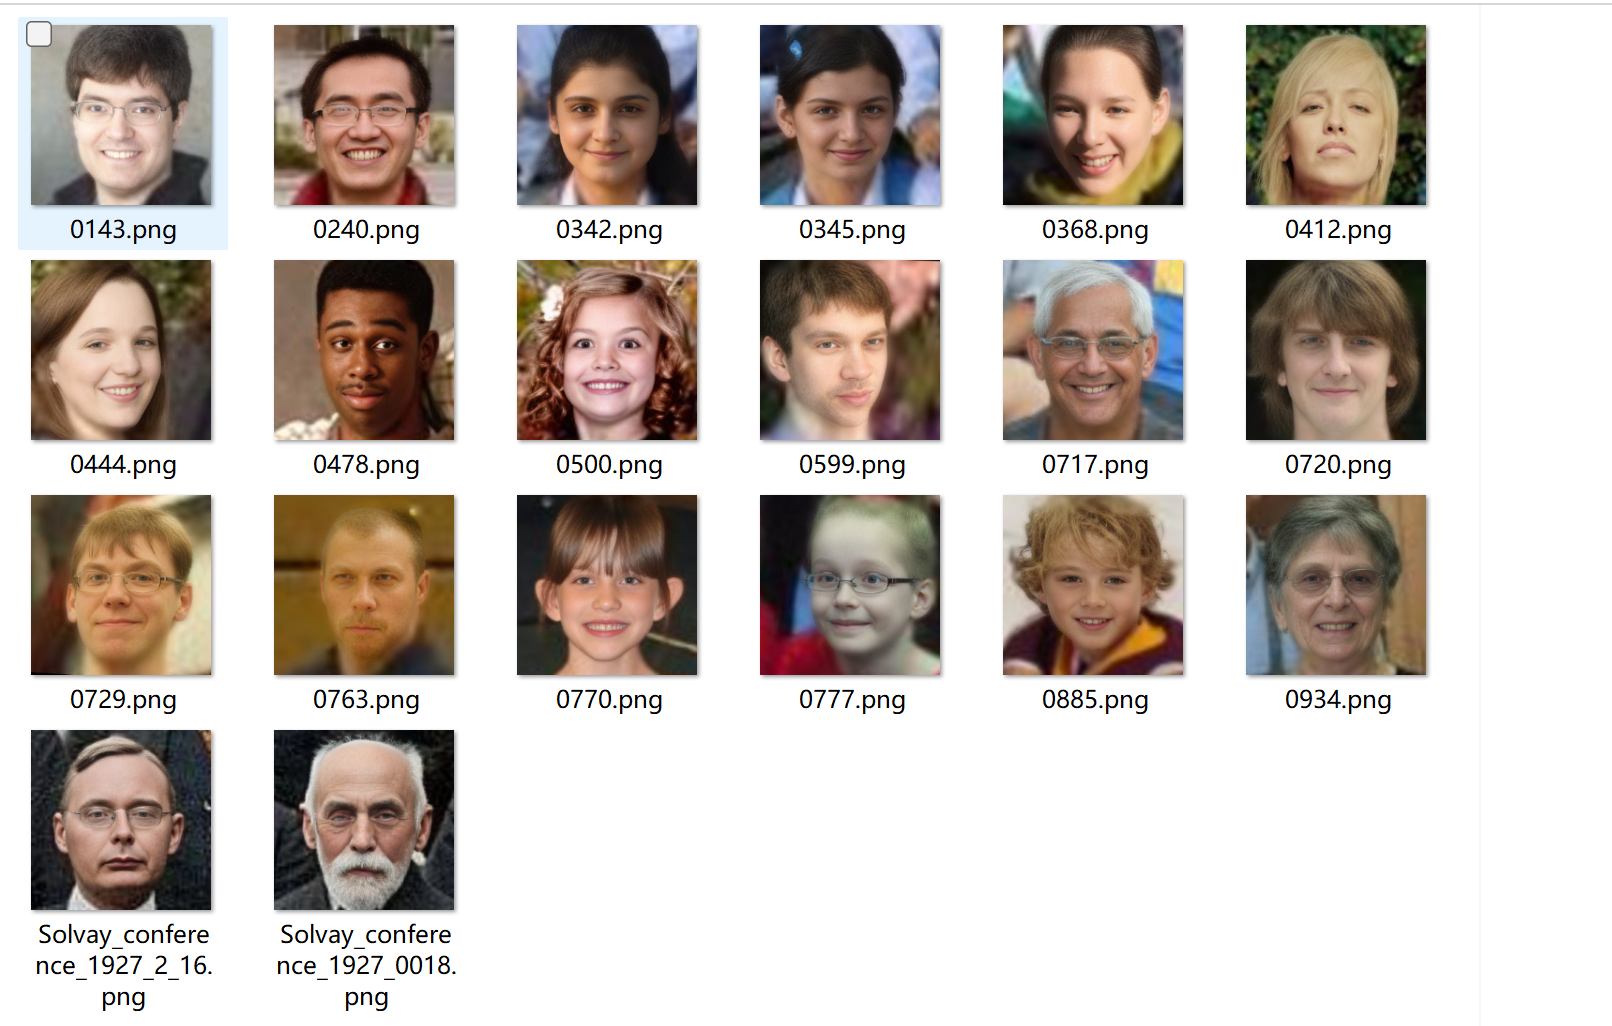 0143.png
0240.png
0342.png
0345.png
0368.png
0412.png
0444.png
0478.png
0500.png
0599.png
0717.png
0720.png
0729.png
0763.png
0770.png
0777.png
0885.png
0934.png
Solvay_confere
nce_1927_2_16.
png
Solvay_confere
nce_1927_0018.
png